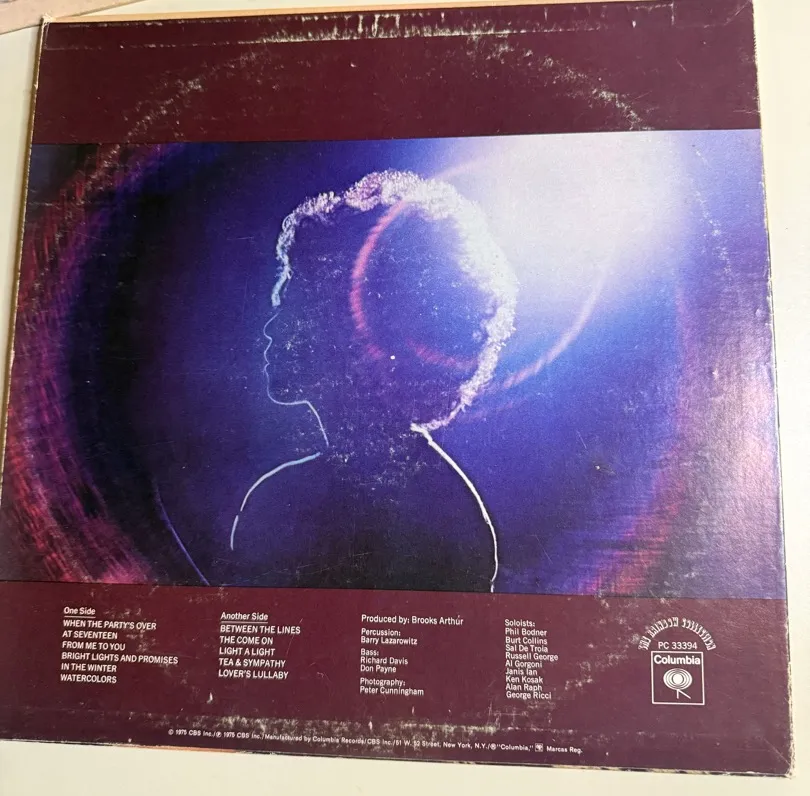 One Side
WHEN THE PARTY'S OVER
AT SEVENTEEN
FROM ME TO YOU
BRIGHT LIGHTS AND PROMISES
IN THE WINTER
WATERCOLORS
Another Side
BETWEEN THE LINES
THE COME ON
LIGHT A LIGHT
TEA & SYMPATHY
LOVER'S LULLABY
Produced by: Brooks Arthur
Percussion:
Barry Lazarowitz
Bass:
Richard Davis
Don Payne
Photography:
Peter Cunningham
Soloists:
Phil Bodner
Burt Collins
Sal De Troia
Russell George
Al Gorgoni
Janis Ian
Ken Kosak
Alan Raph
George Ricci
THE RAINBOW COLLECTION
PC 33394
Columbia
© 1975 CBS Inc./℗ 1975 CBS Inc./Manufactured by Columbia Records/CBS Inc./51 W. 52 Street, New York, N.Y./® "Columbia," Marcas Reg.